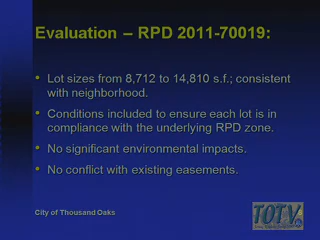 Evaluation – RPD 2011-70019:
• Lot sizes from 8,712 to 14,810 s.f.; consistent
with neighborhood.
• Conditions included to ensure each lot is in
compliance with the underlying RPD zone.
• No significant environmental impacts.
• No conflict with existing easements.
City of Thousand Oaks
TOTV